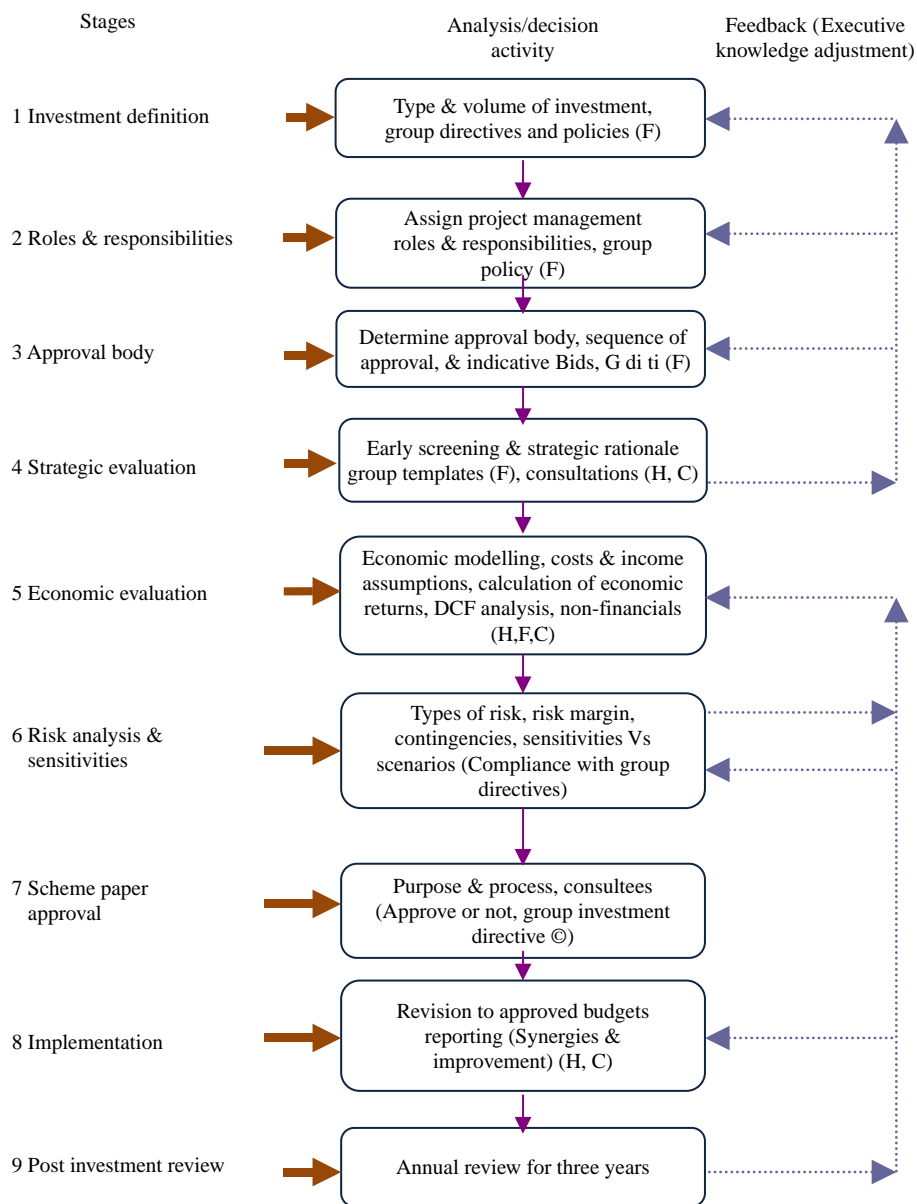 Stages
Analysis/decision
activity
Feedback (Executive
knowledge adjustment)
1 Investment definition
Type & volume of investment,
group directives and policies (F)
2 Roles & responsibilities
Assign project management
roles & responsibilities, group
policy (F)
3 Approval body
Determine approval body, sequence of
approval, & indicative Bids, G di ti (F)
4 Strategic evaluation
Early screening & strategic rationale
group templates (F), consultations (H, C)
5 Economic evaluation
Economic modelling, costs & income
assumptions, calculation of economic
returns, DCF analysis, non-financials
(H,F,C)
6 Risk analysis &
sensitivities
Types of risk, risk margin,
contingencies, sensitivities Vs
scenarios (Compliance with group
directives)
7 Scheme paper
approval
Purpose & process, consultees
(Approve or not, group investment
directive ©)
8 Implementation
Revision to approved budgets
reporting (Synergies &
improvement) (H, C)
9 Post investment review
Annual review for three years